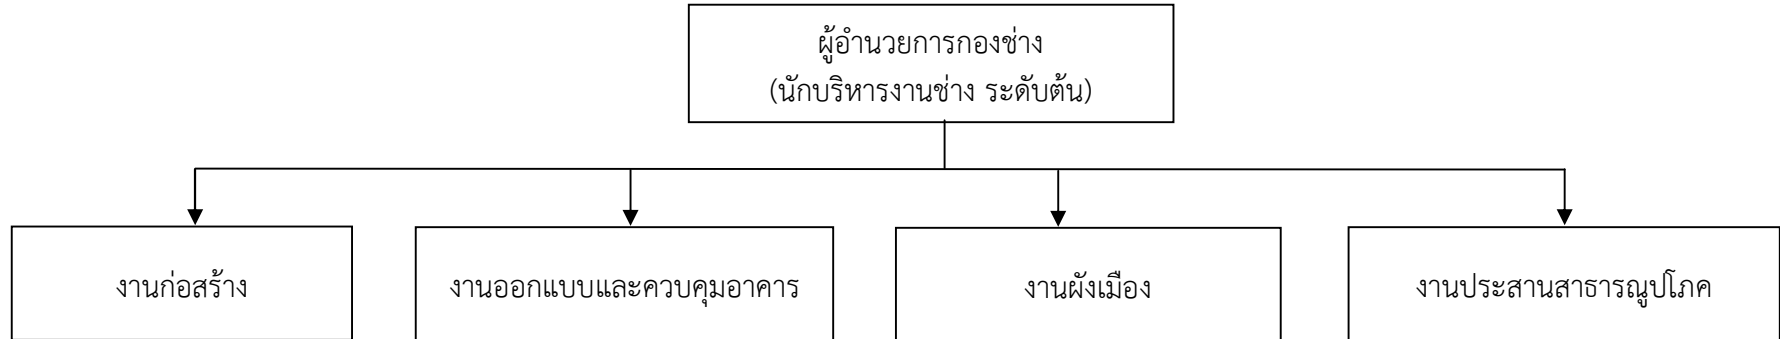 ผู้อำนวยการกองช่าง
(นักบริหารงานช่าง ระดับต้น)
งานก่อสร้าง
งานออกแบบและควบคุมอาคาร
งานผังเมือง
งานประสานสาธารณูปโภค